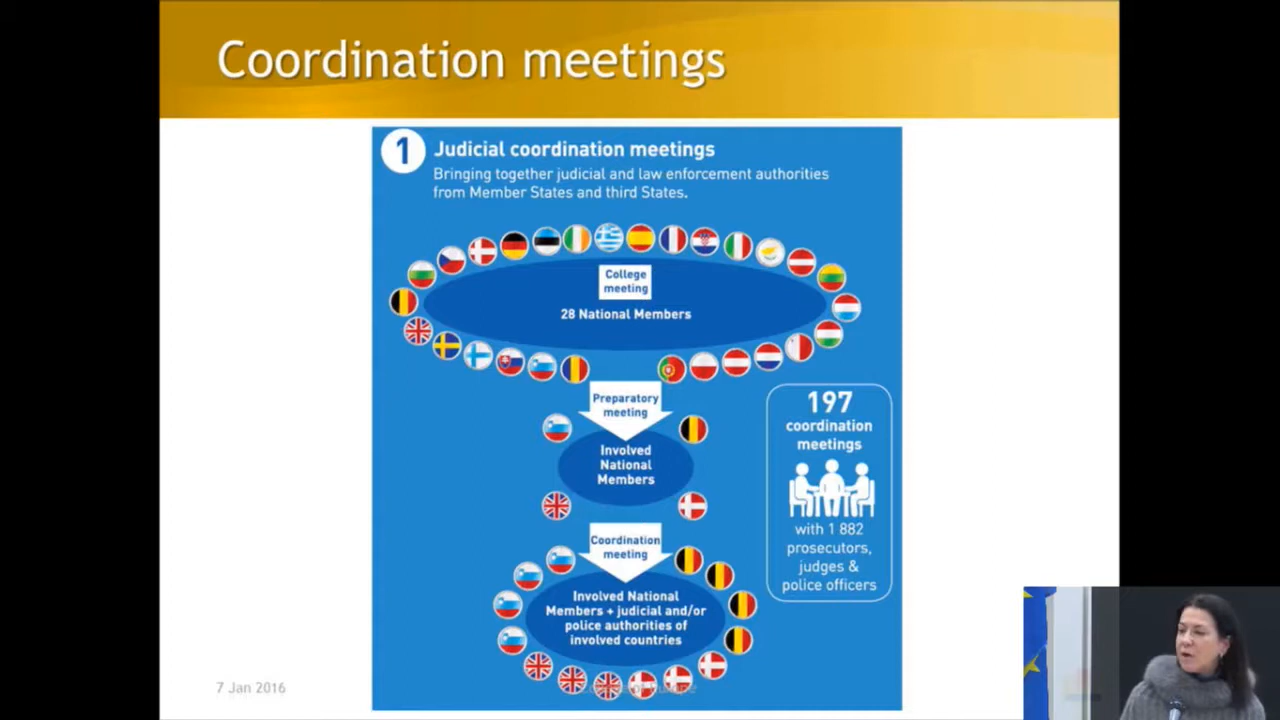 Coordination meetings
1
Judicial coordination meetings
Bringing together judicial and law enforcement authorities
from Member States and third States.
College
meeting
28 National Members
Preparatory
meeting
Involved
National
Members
197
coordination
meetings
with 1 882
prosecutors,
judges &
police officers
Coordination
meeting
Involved National
Members + judicial and/or
police authorities of
involved countries
7 Jan 2016